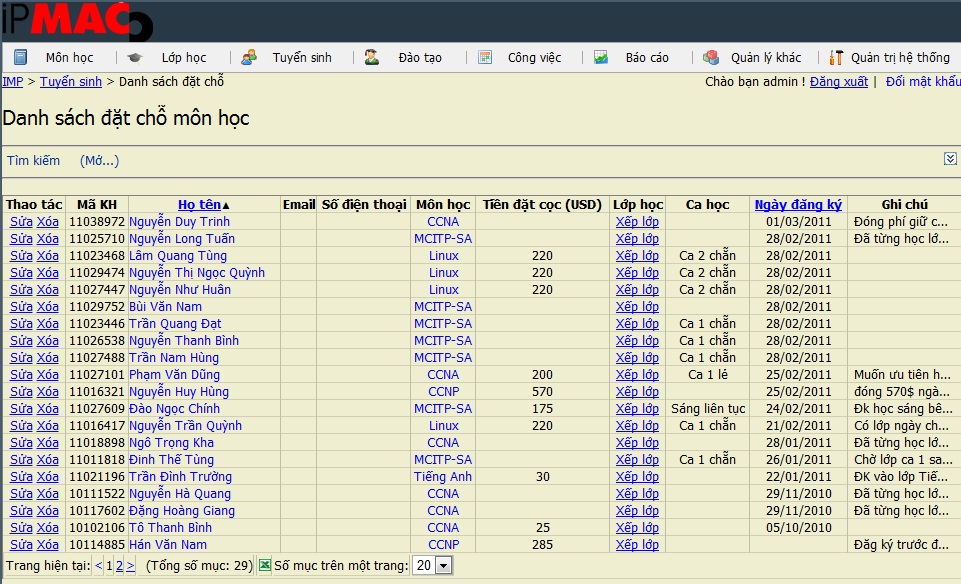 iPMAC
Môn học | Lớp học | Tuyển sinh | Đào tạo | Công việc | Báo cáo | Quản lý khác | Quản trị hệ thống
IMP > Tuyển sinh > Danh sách đặt chỗ Chào bạn admin ! Đăng xuất | Đổi mật khẩu
Danh sách đặt chỗ môn học
Tìm kiếm (Mở...)
Thao tác Mã KH Họ tên▲ Email Số điện thoại Môn học Tiền đặt cọc (USD) Lớp học Ca học Ngày đăng ký Ghi chú
Sửa Xóa 11038972 Nguyễn Duy Trinh CCNA Xếp lớp 01/03/2011 Đóng phí giữ c...
Sửa Xóa 11025710 Nguyễn Long Tuấn MCITP-SA Xếp lớp 28/02/2011 Đã từng học lớ...
Sửa Xóa 11023468 Lâm Quang Tùng Linux 220 Xếp lớp Ca 2 chẵn 28/02/2011
Sửa Xóa 11029474 Nguyễn Thị Ngọc Quỳnh Linux 220 Xếp lớp Ca 2 chẵn 28/02/2011
Sửa Xóa 11027447 Nguyễn Như Huân Linux 220 Xếp lớp Ca 2 chẵn 28/02/2011
Sửa Xóa 11029752 Bùi Văn Nam MCITP-SA Xếp lớp 28/02/2011
Sửa Xóa 11023446 Trần Quang Đạt MCITP-SA Xếp lớp Ca 1 chẵn 28/02/2011
Sửa Xóa 11026538 Nguyễn Thanh Bình MCITP-SA Xếp lớp Ca 1 chẵn 28/02/2011
Sửa Xóa 11027488 Trần Nam Hùng MCITP-SA Xếp lớp Ca 1 chẵn 28/02/2011
Sửa Xóa 11027101 Phạm Văn Dũng CCNA 200 Xếp lớp Ca 1 lẻ 25/02/2011 Muốn ưu tiên h...
Sửa Xóa 11016321 Nguyễn Huy Hùng CCNP 570 Xếp lớp 25/02/2011 đóng 570$ ngà...
Sửa Xóa 11027609 Đào Ngọc Chính MCITP-SA 175 Xếp lớp Sáng liên tục 24/02/2011 Đk học sáng bê...
Sửa Xóa 11016417 Nguyễn Trần Quỳnh Linux 220 Xếp lớp Ca 1 chẵn 21/02/2011 Có lớp ngày ch...
Sửa Xóa 11018898 Ngô Trọng Kha CCNA Xếp lớp 28/01/2011 Đã từng học lớ...
Sửa Xóa 11011818 Đinh Thế Tùng MCITP-SA Xếp lớp Ca 1 chẵn 26/01/2011 Chờ lớp ca 1 sa...
Sửa Xóa 11021196 Trần Đình Trường Tiếng Anh 30 Xếp lớp 22/01/2011 ĐK vào lớp Tiế...
Sửa Xóa 10111522 Nguyễn Hà Quang CCNA Xếp lớp 29/11/2010 Đã từng học lớ...
Sửa Xóa 10117602 Đặng Hoàng Giang CCNA Xếp lớp 29/11/2010 Đã từng học lớ...
Sửa Xóa 10102106 Tô Thanh Bình CCNA 25 Xếp lớp 05/10/2010
Sửa Xóa 10114885 Hán Văn Nam CCNP 285 Xếp lớp Đăg ký trước đ...
Trang hiện tại: < 1 2 > (Tổng số mục: 29) Số mục trên một trang: 20